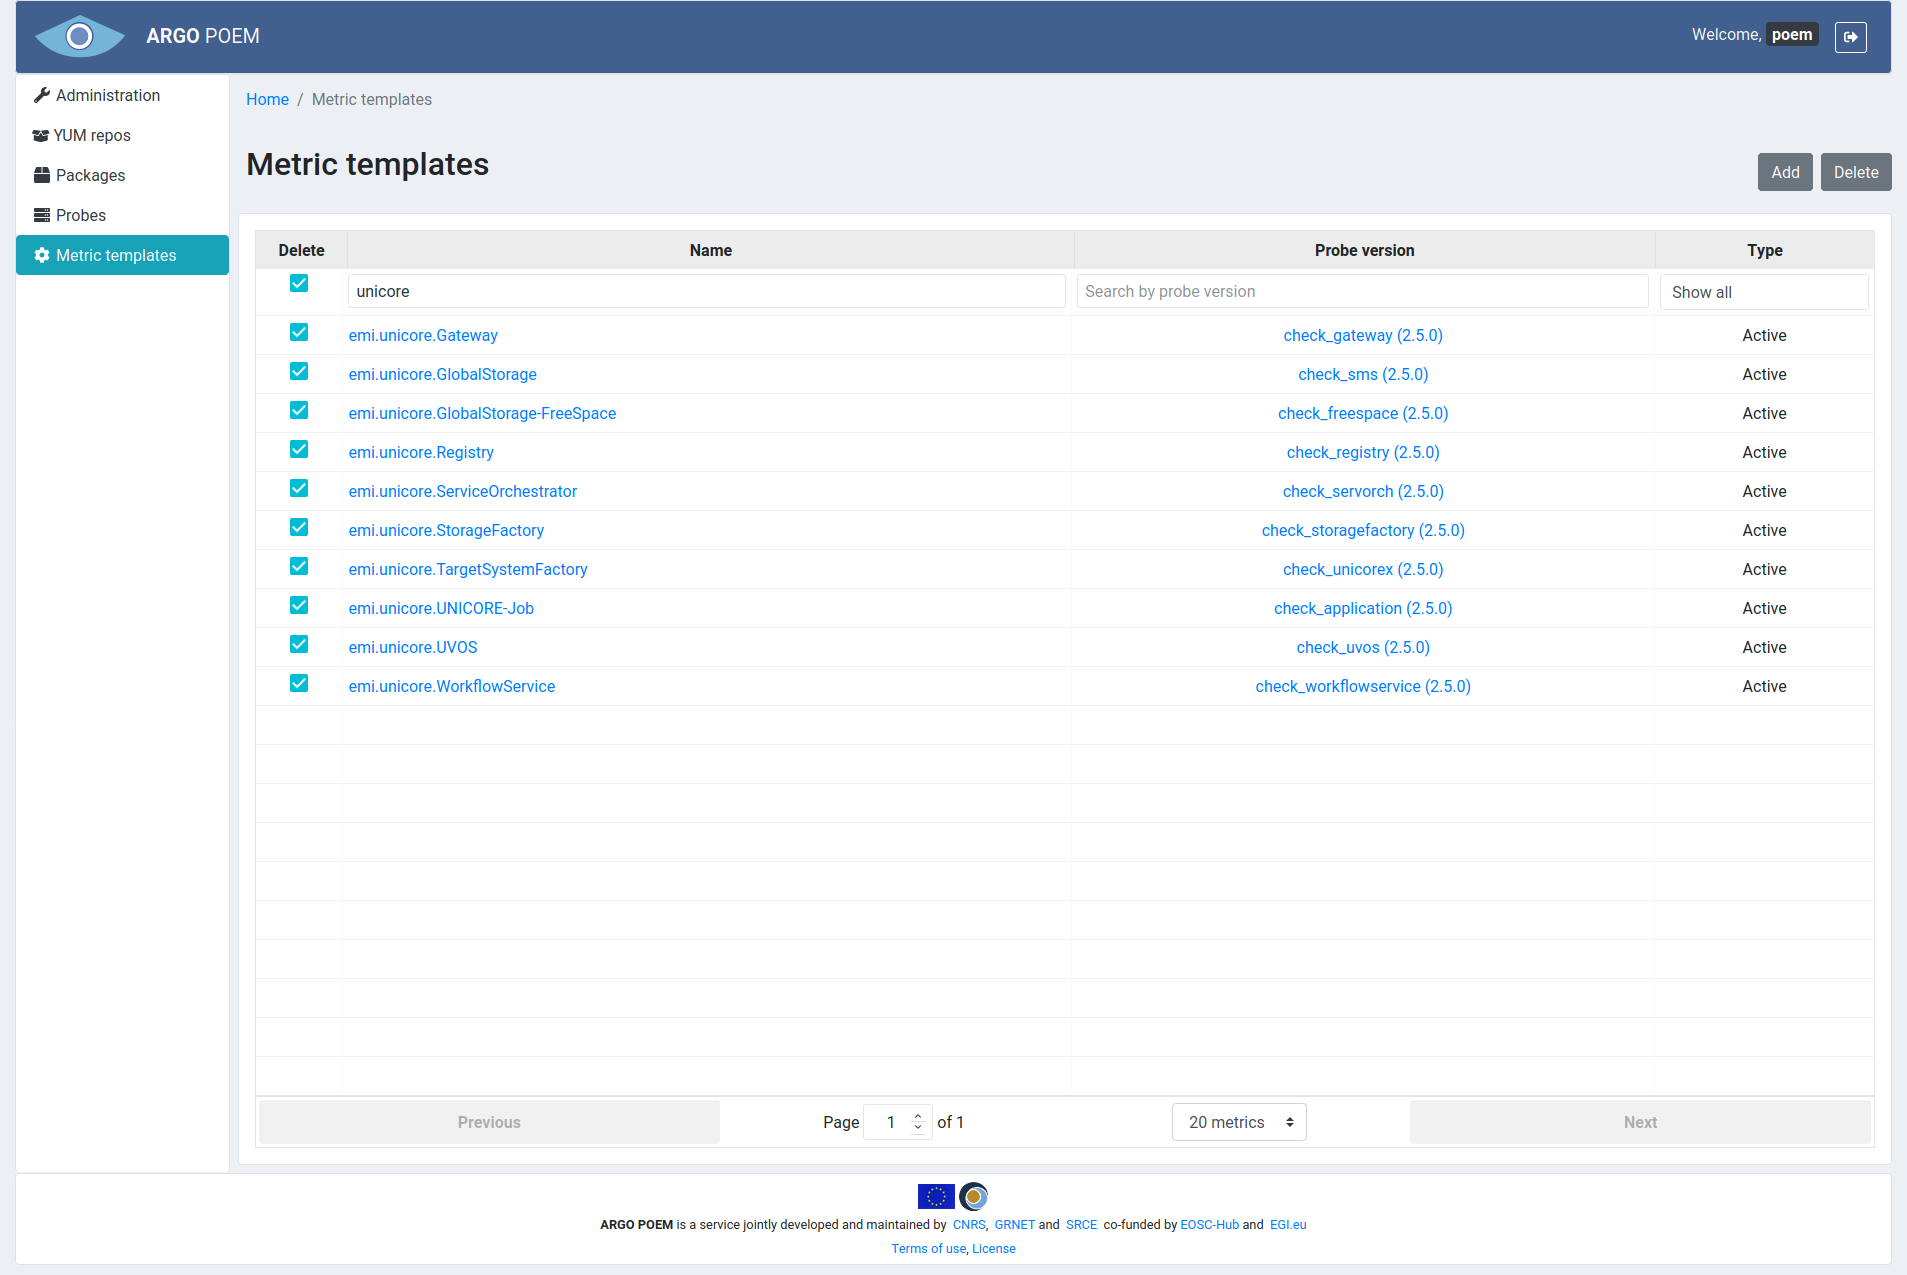 ARGO POEM
Welcome, poem
Administration
YUM repos
Packages
Probes
Metric templates
Home / Metric templates
Metric templates
Add Delete
Delete Name Probe version Type
unicore Search by probe version Show all
emi.unicore.Gateway check_gateway (2.5.0) Active
emi.unicore.GlobalStorage check_sms (2.5.0) Active
emi.unicore.GlobalStorage-FreeSpace check_freespace (2.5.0) Active
emi.unicore.Registry check_registry (2.5.0) Active
emi.unicore.ServiceOrchestrator check_servorch (2.5.0) Active
emi.unicore.StorageFactory check_storagefactory (2.5.0) Active
emi.unicore.TargetSystemFactory check_unicorex (2.5.0) Active
emi.unicore.UNICORE-Job check_application (2.5.0) Active
emi.unicore.UVOS check_uvos (2.5.0) Active
emi.unicore.WorkflowService check_workflowservice (2.5.0) Active
Previous Page 1 of 1 20 metrics Next
ARGO POEM is a service jointly developed and maintained by CNRS, GRNET and SRCE co-funded by EOSC-Hub and EGI.eu
Terms of use, License